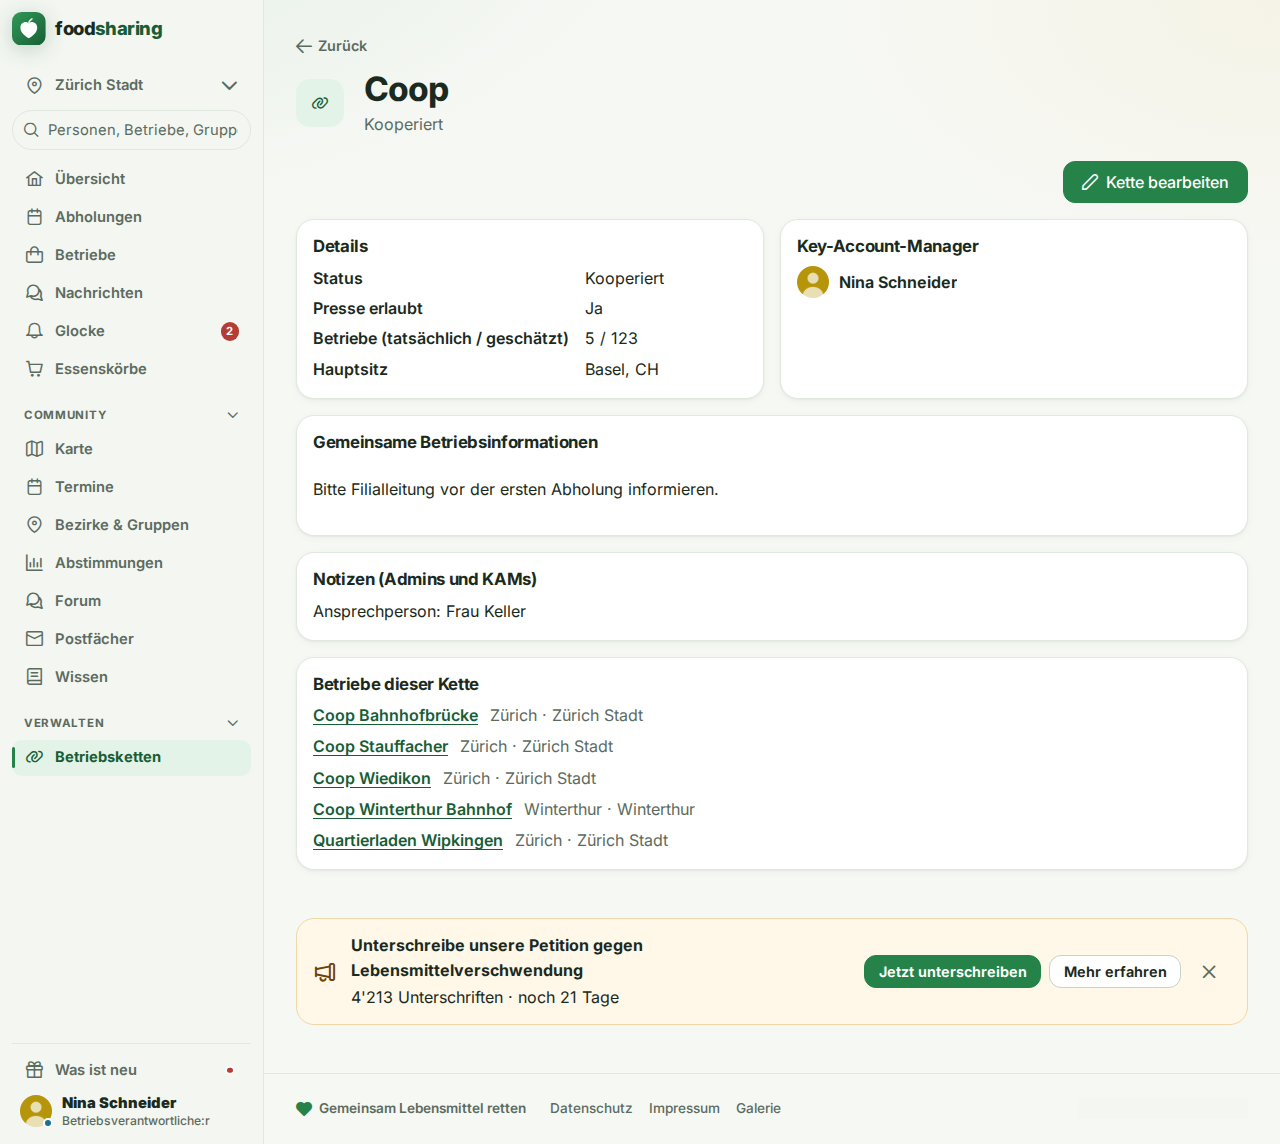 foodsharing
Zürich Stadt
Personen, Betriebe, Grupp
Übersicht
Abholungen
Betriebe
Nachrichten
Glocke 2
Essenskörbe
COMMUNITY
Karte
Termine
Bezirke & Gruppen
Abstimmungen
Forum
Postfächer
Wissen
VERWALTEN
Betriebsketten
Was ist neu
Nina Schneider
Betriebsverantwortliche:r
Zurück
Coop
Kooperiert
Kette bearbeiten
Details
Status Kooperiert
Presse erlaubt Ja
Betriebe (tatsächlich / geschätzt) 5 / 123
Hauptsitz Basel, CH
Key-Account-Manager
Nina Schneider
Gemeinsame Betriebsinformationen
Bitte Filialleitung vor der ersten Abholung informieren.
Notizen (Admins und KAMs)
Ansprechperson: Frau Keller
Betriebe dieser Kette
Coop Bahnhofbrücke Zürich · Zürich Stadt
Coop Stauffacher Zürich · Zürich Stadt
Coop Wiedikon Zürich · Zürich Stadt
Coop Winterthur Bahnhof Winterthur · Winterthur
Quartierladen Wipkingen Zürich · Zürich Stadt
Unterschreibe unsere Petition gegen
Lebensmittelverschwendung
4'213 Unterschriften · noch 21 Tage
Jetzt unterschreiben
Mehr erfahren
Gemeinsam Lebensmittel retten Datenschutz Impressum Galerie